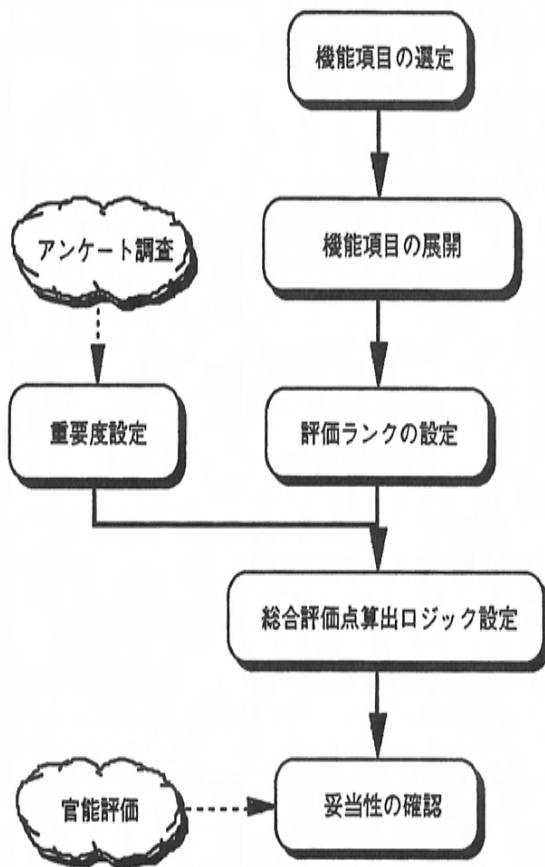 機能項目の選定
機能項目の展開
アンケート調査
重要度設定
評価ランクの設定
総合評価点算出ロジック設定
官能評価
妥当性の確認